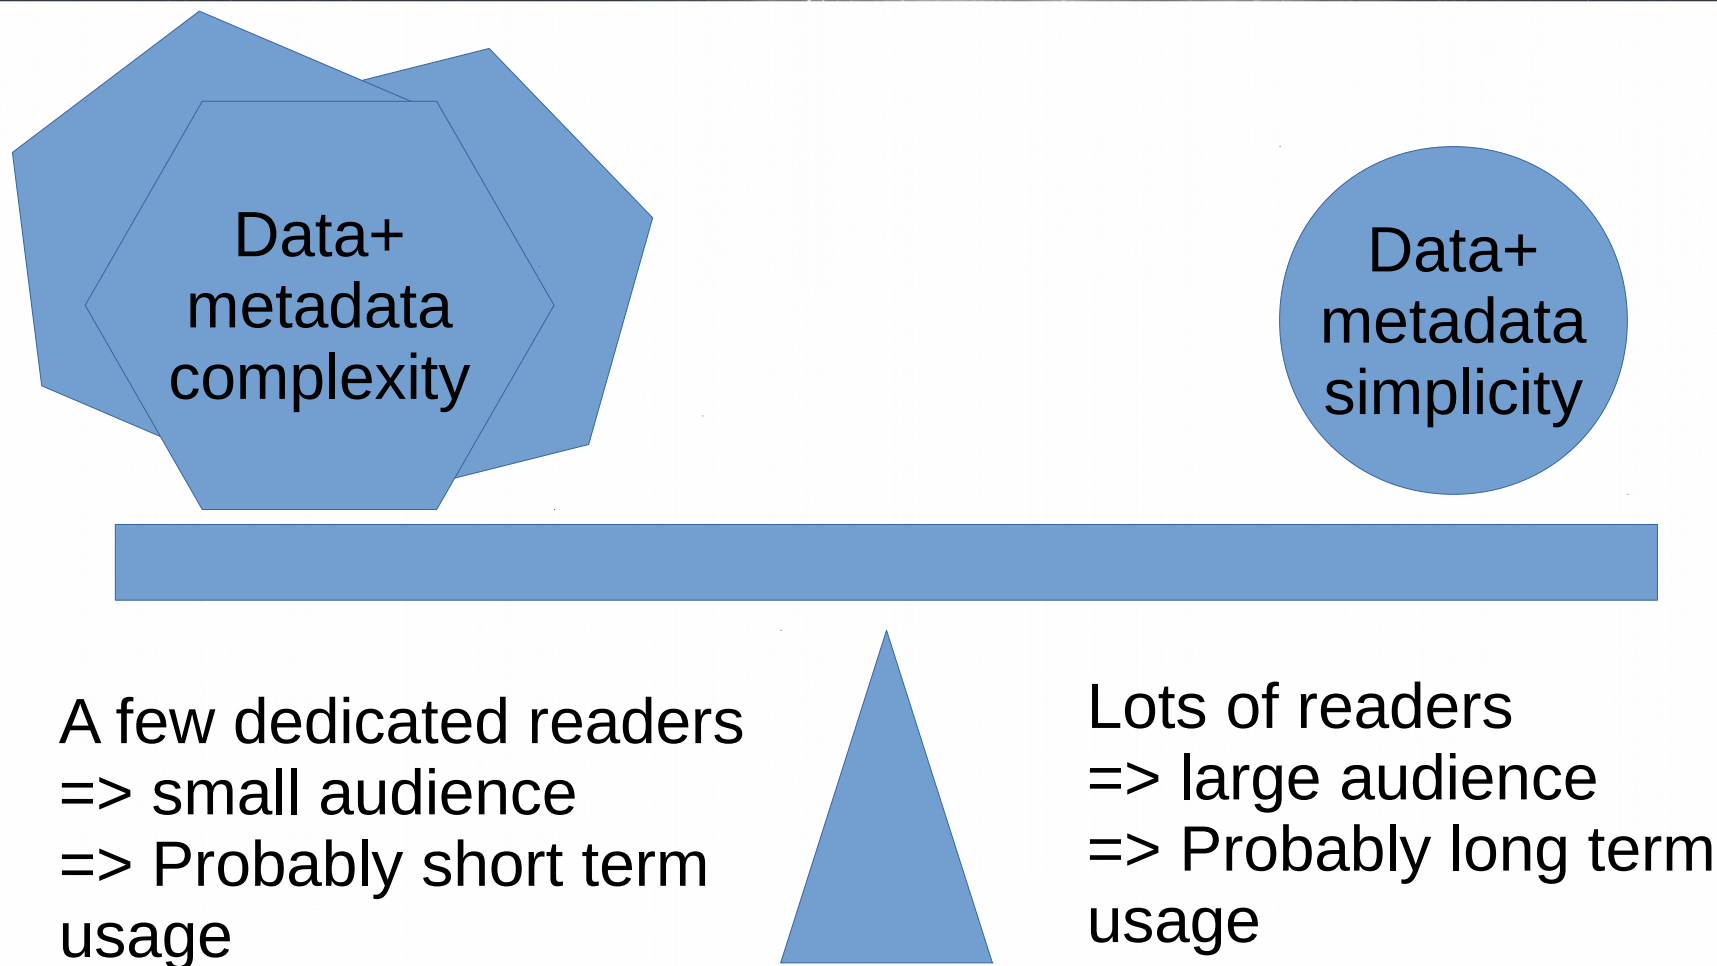 Data+
metadata
complexity
Data+
metadata
simplicity
A few dedicated readers
=> small audience
=> Probably short term
usage
Lots of readers
=> large audience
=> Probably long term
usage